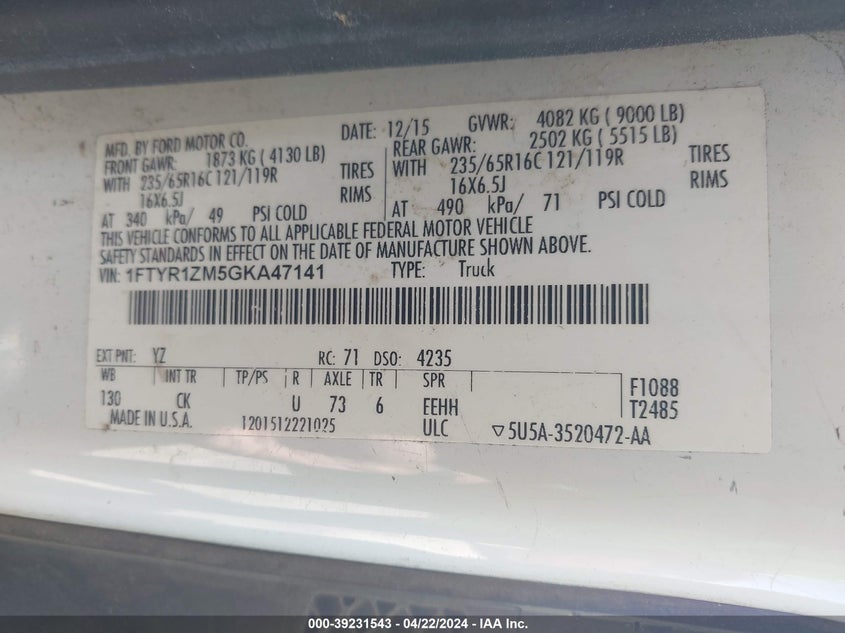 MFD. BY FORD MOTOR CO. DATE: 12/15 GVWR: 4082 KG ( 9000 LB)
FRONT GAWR: 1873 KG ( 4130 LB) REAR GAWR: 2502 KG ( 5515 LB)
WITH 235/65R16C 121/119R TIRES WITH 235/65R16C 121/119R TIRES
16X6.5J RIMS 16X6.5J RIMS
AT 340 kPa/ 49 PSI COLD AT 490 kPa/ 71 PSI COLD
THIS VEHICLE CONFORMS TO ALL APPLICABLE FEDERAL MOTOR VEHICLE
SAFETY STANDARDS IN EFFECT ON THE DATE OF MANUFACTURE SHOWN ABOVE.
VIN: 1FTYR1ZM5GKA47141 TYPE: Truck
EXT PNT: YZ RC: 71 DSO: 4235
WB INT TR TP/PS R AXLE TR SPR F1088
130 CK U 73 6 EEHH T2485
MADE IN U.S.A. 1201512221025 ULC ▽5U5A-3520472-AA
000-39231543 - 04/22/2024 - IAA Inc.